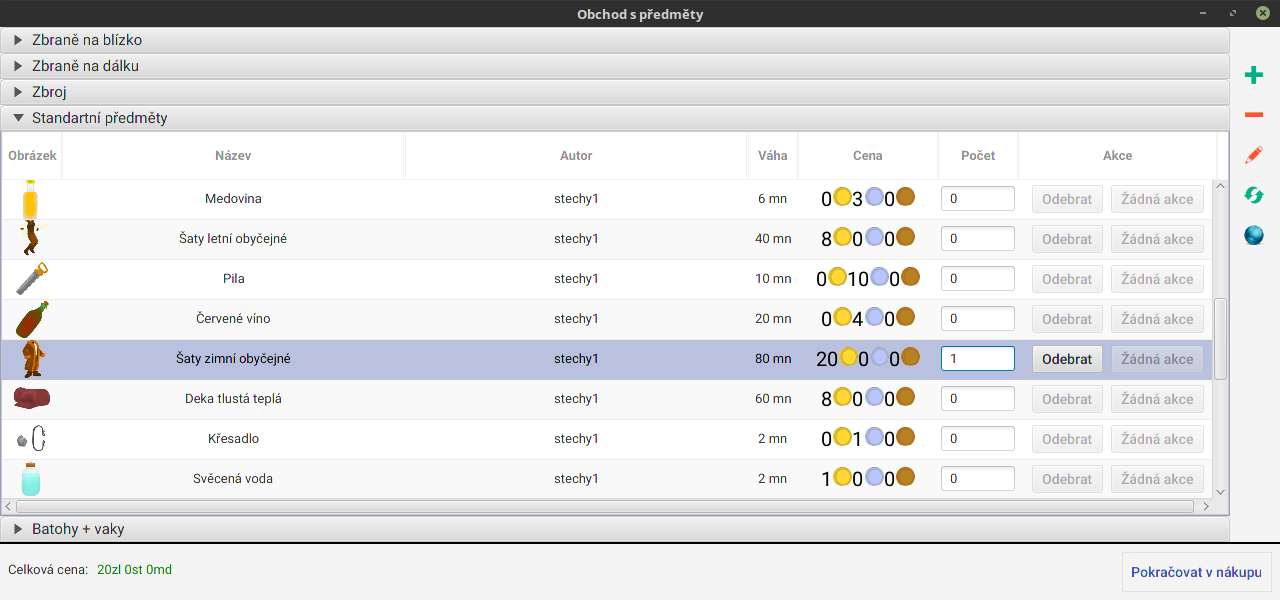 Obchod s předměty
Zbraně na blízko
Zbraně na dálku
Zbroj
Standartní předměty
Obrázek Název Autor Váha Cena Počet Akce
Medovina stechy1 6 mn 0 3 0 0 Odebrat Žádná akce
Šaty letní obyčejné stechy1 40 mn 8 0 0 0 Odebrat Žádná akce
Pila stechy1 10 mn 0 10 0 0 Odebrat Žádná akce
Červené víno stechy1 20 mn 0 4 0 0 Odebrat Žádná akce
Šaty zimní obyčejné stechy1 80 mn 20 0 0 1 Odebrat Žádná akce
Deka tlustá teplá stechy1 60 mn 8 0 0 0 Odebrat Žádná akce
Křesadlo stechy1 2 mn 0 1 0 0 Odebrat Žádná akce
Svěcená voda stechy1 2 mn 1 0 0 0 Odebrat Žádná akce
Batohy + vaky
Celková cena: 20zl 0st 0md
Pokračovat v nákupu